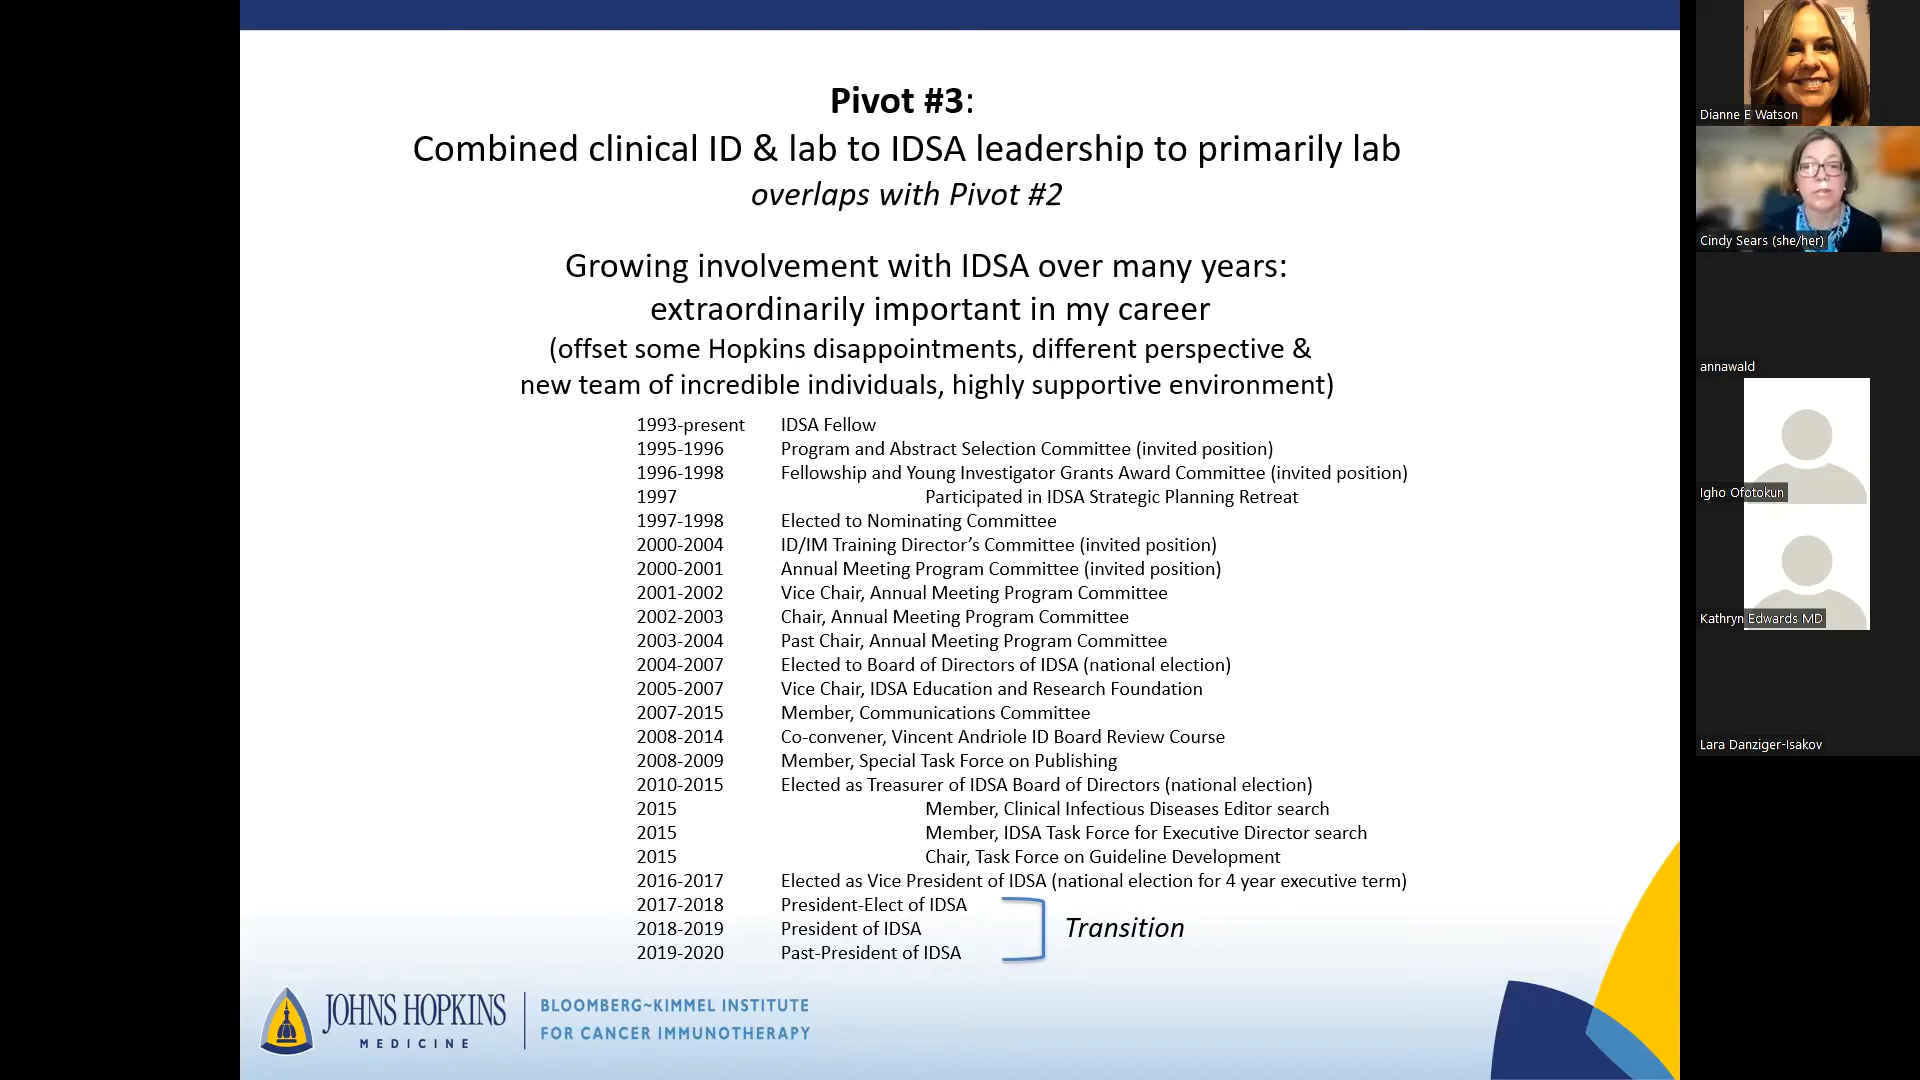 Pivot #3:
Combined clinical ID & lab to IDSA leadership to primarily lab
overlaps with Pivot #2
Growing involvement with IDSA over many years:
extraordinarily important in my career
(offset some Hopkins disappointments, different perspective &
new team of incredible individuals, highly supportive environment)
1993-present IDSA Fellow
1995-1996 Program and Abstract Selection Committee (invited position)
1996-1998 Fellowship and Young Investigator Grants Award Committee (invited position)
1997 Participated in IDSA Strategic Planning Retreat
1997-1998 Elected to Nominating Committee
2000-2004 ID/IM Training Director’s Committee (invited position)
2000-2001 Annual Meeting Program Committee (invited position)
2001-2002 Vice Chair, Annual Meeting Program Committee
2002-2003 Chair, Annual Meeting Program Committee
2003-2004 Past Chair, Annual Meeting Program Committee
2004-2007 Elected to Board of Directors of IDSA (national election)
2005-2007 Vice Chair, IDSA Education and Research Foundation
2007-2015 Member, Communications Committee
2008-2014 Co-convener, Vincent Andriole ID Board Review Course
2008-2009 Member, Special Task Force on Publishing
2010-2015 Elected as Treasurer of IDSA Board of Directors (national election)
2015 Member, Clinical Infectious Diseases Editor search
2015 Member, IDSA Task Force for Executive Director search
2015 Chair, Task Force on Guideline Development
2016-2017 Elected as Vice President of IDSA (national election for 4 year executive term)
2017-2018 President-Elect of IDSA
2018-2019 President of IDSA
2019-2020 Past-President of IDSA
Transition
JOHNS HOPKINS
MEDICINE
BLOOMBERG~KIMMEL INSTITUTE
FOR CANCER IMMUNOTHERAPY
Dianne E Watson
Cindy Sears (she/her)
annawald
Igho Ofotokun
Kathryn Edwards MD
Lara Danziger-Isakov